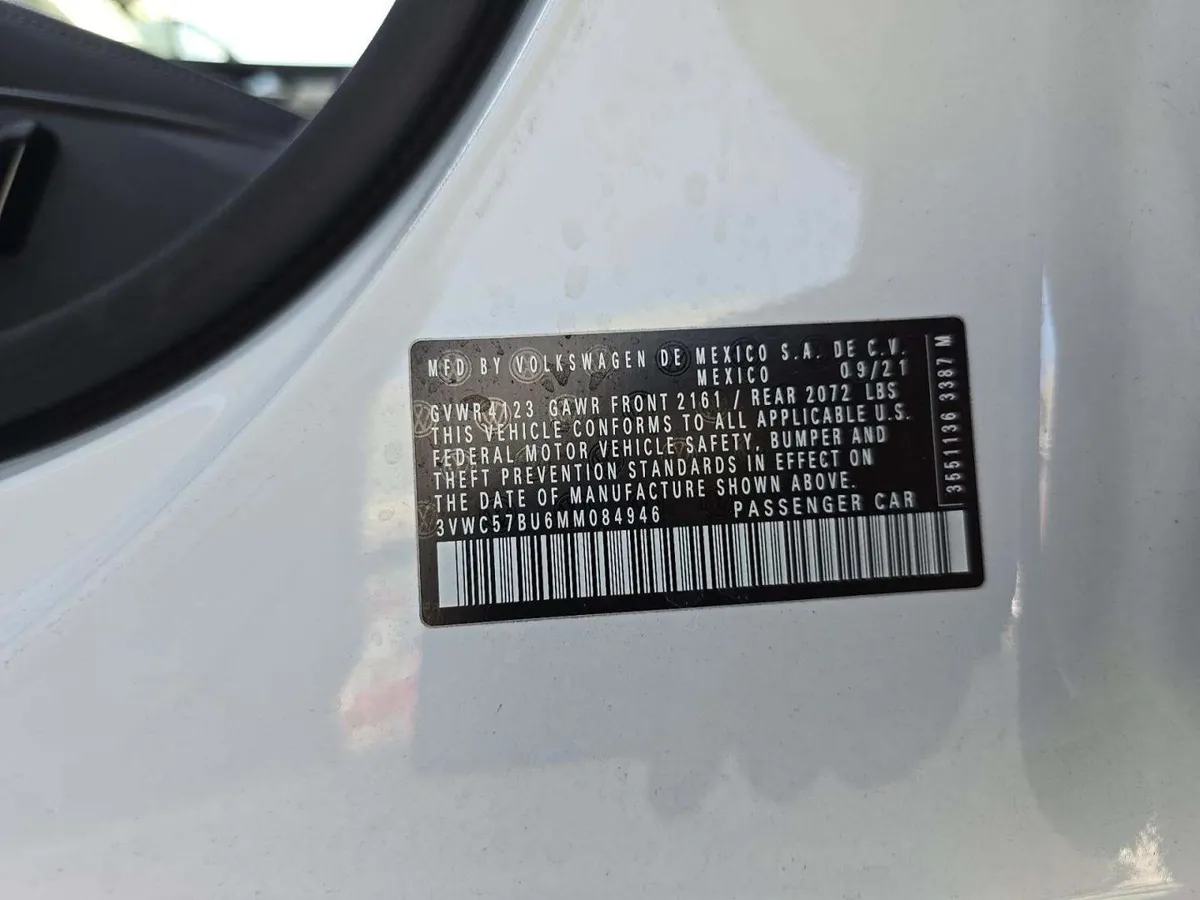 MFD BY VOLKSWAGEN DE MEXICO S.A. DE C.V.
MEXICO 09/21
GVWR 4123 GAWR FRONT 2161 / REAR 2072 LBS
THIS VEHICLE CONFORMS TO ALL APPLICABLE U.S.
FEDERAL MOTOR VEHICLE SAFETY, BUMPER AND
THEFT PREVENTION STANDARDS IN EFFECT ON
THE DATE OF MANUFACTURE SHOWN ABOVE.
3VWC57BU6MM084946 PASSENGER CAR
3551136 3387 M